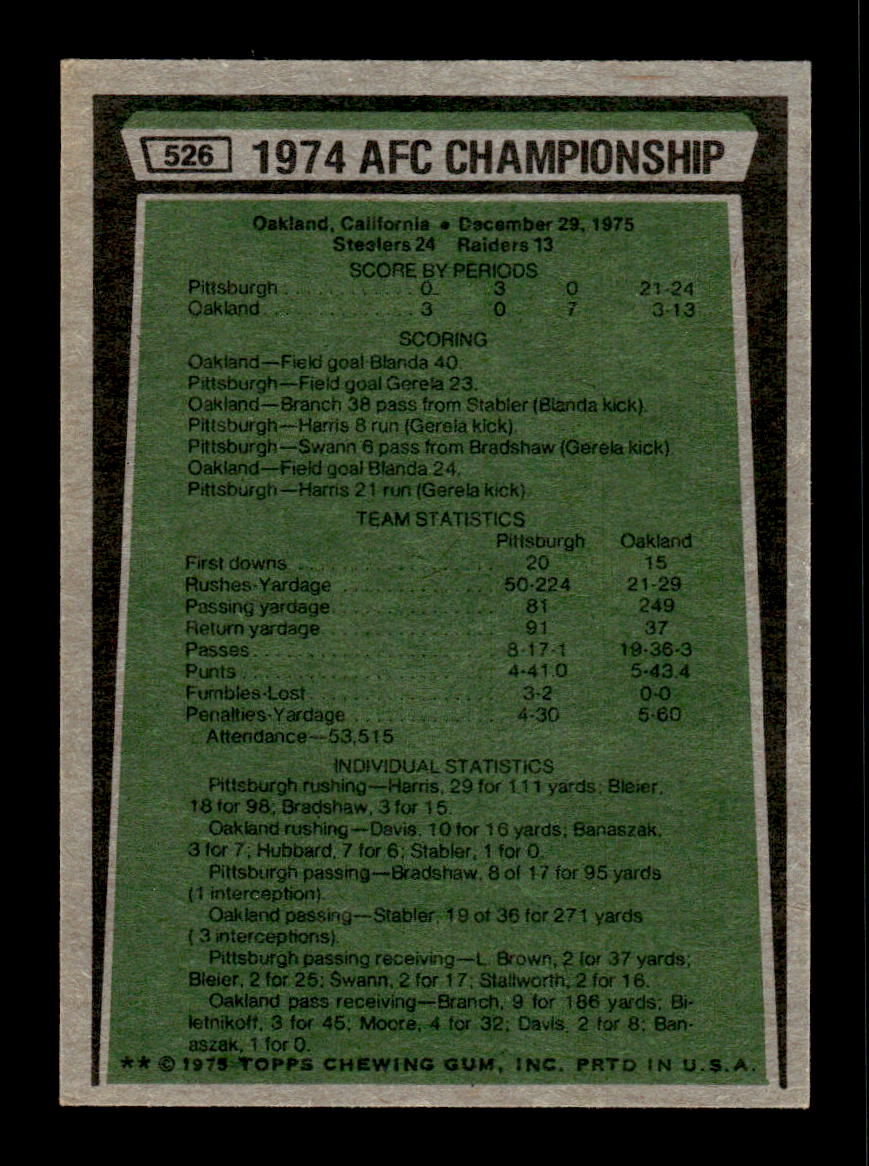 526 1974 AFC CHAMPIONSHIP
Oakland, California • December 29, 1975
Steelers 24 Raiders 13
SCORE BY PERIODS
Pittsburgh . . . . . . . . . . . . . 0 3 0 21-24
Oakland . . . . . . . . . . . . . . . 3 0 7 3-13
SCORING
Oakland—Field goal Blanda 40.
Pittsburgh—Field goal Gerela 23.
Oakland—Branch 38 pass from Stabler (Blanda kick).
Pittsburgh—Harris 8 run (Gerela kick).
Pittsburgh—Swann 6 pass from Bradshaw (Gerela kick).
Oakland—Field goal Blanda 24.
Pittsburgh—Harris 21 run (Gerela kick).
TEAM STATISTICS
Pittsburgh Oakland
First downs . . . . . . . . . . . . . . . . . 20 15
Rushes-Yardage . . . . . . . . . . . . . 50-224 21-29
Passing yardage . . . . . . . . . . . . . 81 249
Return yardage . . . . . . . . . . . . . . 91 37
Passes . . . . . . . . . . . . . . . . . . . . 8-17-1 19-36-3
Punts . . . . . . . . . . . . . . . . . . . . . 4-41.0 5-43.4
Fumbles-Lost . . . . . . . . . . . . . . . 3-2 0-0
Penalties-Yardage . . . . . . . . . . . . 4-30 5-60
Attendance—53,515
INDIVIDUAL STATISTICS
Pittsburgh rushing—Harris, 29 for 111 yards; Bleier,
18 for 98; Bradshaw, 3 for 15.
Oakland rushing—Davis, 10 for 16 yards; Banaszak,
3 for 7; Hubbard, 7 for 6; Stabler, 1 for 0.
Pittsburgh passing—Bradshaw, 8 of 17 for 95 yards
(1 interception).
Oakland passing—Stabler, 19 of 36 for 271 yards
(3 interceptions).
Pittsburgh passing receiving—L. Brown, 2 for 37 yards;
Bleier, 2 for 25; Swann, 2 for 17; Stallworth, 2 for 16.
Oakland pass receiving—Branch, 9 for 186 yards; Bi-
letnikoff, 3 for 45; Moore, 4 for 32; Davis, 2 for 8; Ban-
aszak, 1 for 0.
** © 1975 TOPPS CHEWING GUM, INC. PRTD IN U.S.A.